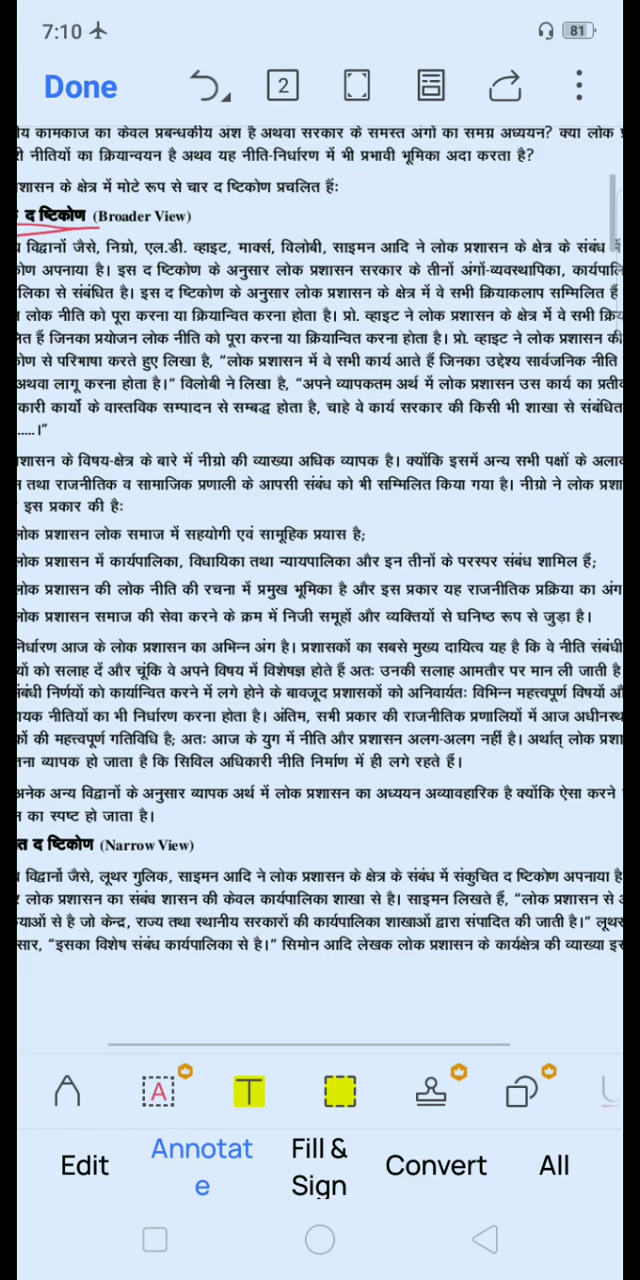 7:10
81
Done
2
य कामकाज का केवल प्रबन्धकीय अंश है अथवा सरकार के समस्त अंगों का समग्र अध्ययन? क्या लोक
री नीतियों का क्रियान्वयन है अथव यह नीति-निर्धारण में भी प्रभावी भूमिका अदा करता है?
शासन के क्षेत्र में मोटे रूप से चार द ष्टिकोण प्रचलित हैं:
द ष्टिकोण (Broader View)
विद्वानों जैसे, निग्रो, एल.डी. व्हाइट, मार्क्स, विलोबी, साइमन आदि ने लोक प्रशासन के क्षेत्र के संबंध में
कोण अपनाया है। इस द ष्टिकोण के अनुसार लोक प्रशासन सरकार के तीनों अंगों-व्यवस्थापिका, कार्यपालि
लिका से संबंधित है। इस द ष्टिकोण के अनुसार लोक प्रशासन के क्षेत्र में वे सभी क्रियाकलाप सम्मिलित हैं
लोक नीति को पूरा करना या क्रियान्वित करना होता है। प्रो. व्हाइट ने लोक प्रशासन के क्षेत्र में वे सभी क्रिय
नित हैं जिनका प्रयोजन लोक नीति को पूरा करना या क्रियान्वित करना होता है। प्रो. व्हाइट ने लोक प्रशासन की
कोण से परिभाषा करते हुए लिखा है, “लोक प्रशासन में वे सभी कार्य आते हैं जिनका उद्देश्य सार्वजनिक नीति
अथवा लागू करना होता है।” विलोबी ने लिखा है, “अपने व्यापकतम अर्थ में लोक प्रशासन उस कार्य का प्रतीक
कारी कार्यो के वास्तविक सम्पादन से सम्बद्ध होता है, चाहे वे कार्य सरकार की किसी भी शाखा से संबंधित
.....।”
शासन के विषय-क्षेत्र के बारे में नीग्रो की व्याख्या अधिक व्यापक है। क्योंकि इसमें अन्य सभी पक्षों के अलाव
तथा राजनीतिक व सामाजिक प्रणाली के आपसी संबंध को भी सम्मिलित किया गया है। नीग्रो ने लोक प्रशा
इस प्रकार की है:
लोक प्रशासन लोक समाज में सहयोगी एवं सामूहिक प्रयास है;
लोक प्रशासन में कार्यपालिका, विधायिका तथा न्यायपालिका और इन तीनों के परस्पर संबंध शामिल हैं;
लोक प्रशासन की लोक नीति की रचना में प्रमुख भूमिका है और इस प्रकार यह राजनीतिक प्रक्रिया का अंग
लोक प्रशासन समाज की सेवा करने के क्रम में निजी समूहों और व्यक्तियों से घनिष्ठ रूप से जुड़ा है।
निर्धारण आज के लोक प्रशासन का अभिन्न अंग है। प्रशासकों का सबसे मुख्य दायित्व यह है कि वे नीति संबंधी
यों को सलाह दें और चूंकि वे अपने विषय में विशेषज्ञ होते हैं अतः उनकी सलाह आमतौर पर मान ली जाती है
संबंधी निर्णयों को कार्यान्वित करने में लगे होने के बावजूद प्रशासकों को अनिवार्यतः विभिन्न महत्त्वपूर्ण विषयों औ
ायक नीतियों का भी निर्धारण करना होता है। अंतिम, सभी प्रकार की राजनीतिक प्रणालियों में आज अधीनस्थ
कों की महत्त्वपूर्ण गतिविधि है; अतः आज के युग में नीति और प्रशासन अलग-अलग नहीं है। अर्थात् लोक प्रशा
तना व्यापक हो जाता है कि सिविल अधिकारी नीति निर्माण में ही लगे रहते हैं।
अनेक अन्य विद्वानों के अनुसार व्यापक अर्थ में लोक प्रशासन का अध्ययन अव्यावहारिक है क्योंकि ऐसा करने
न का स्पष्ट हो जाता है।
त द ष्टिकोण (Narrow View)
विद्वानों जैसे, लूथर गुलिक, साइमन आदि ने लोक प्रशासन के क्षेत्र के संबंध में संकुचित द ष्टिकोण अपनाया है
लोक प्रशासन का संबंध शासन की केवल कार्यपालिका शाखा से है। साइमन लिखते हैं, “लोक प्रशासन से
याओं से है जो केन्द्र, राज्य तथा स्थानीय सरकारों की कार्यपालिका शाखाओं द्वारा संपादित की जाती है।” लूथर
सार, “इसका विशेष संबंध कार्यपालिका से है।” सिमोन आदि लेखक लोक प्रशासन के कार्यक्षेत्र की व्याख्या इस
A
T
Edit
Annotat
e
Fill &
Sign
Convert
All